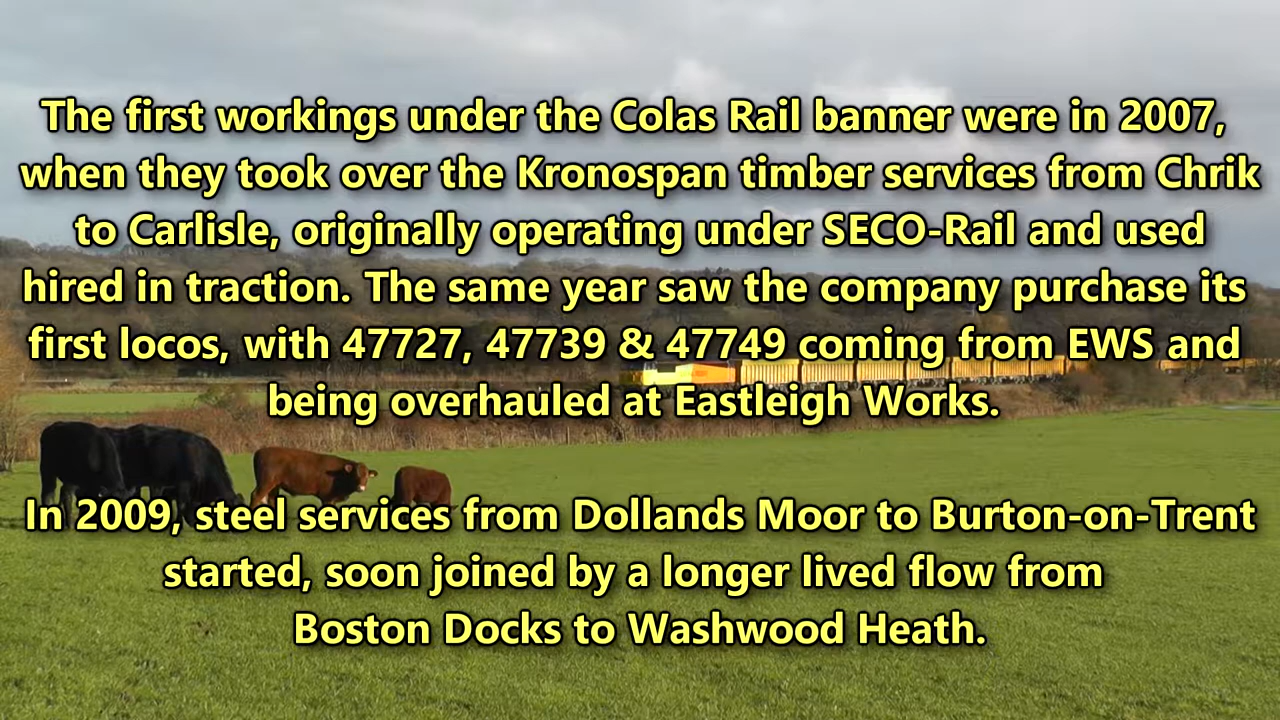 The first workings under the Colas Rail banner were in 2007,
when they took over the Kronospan timber services from Chrik
to Carlisle, originally operating under SECO-Rail and used
hired in traction. The same year saw the company purchase its
first locos, with 47727, 47739 & 47749 coming from EWS and
being overhauled at Eastleigh Works.
In 2009, steel services from Dollands Moor to Burton-on-Trent
started, soon joined by a longer lived flow from
Boston Docks to Washwood Heath.